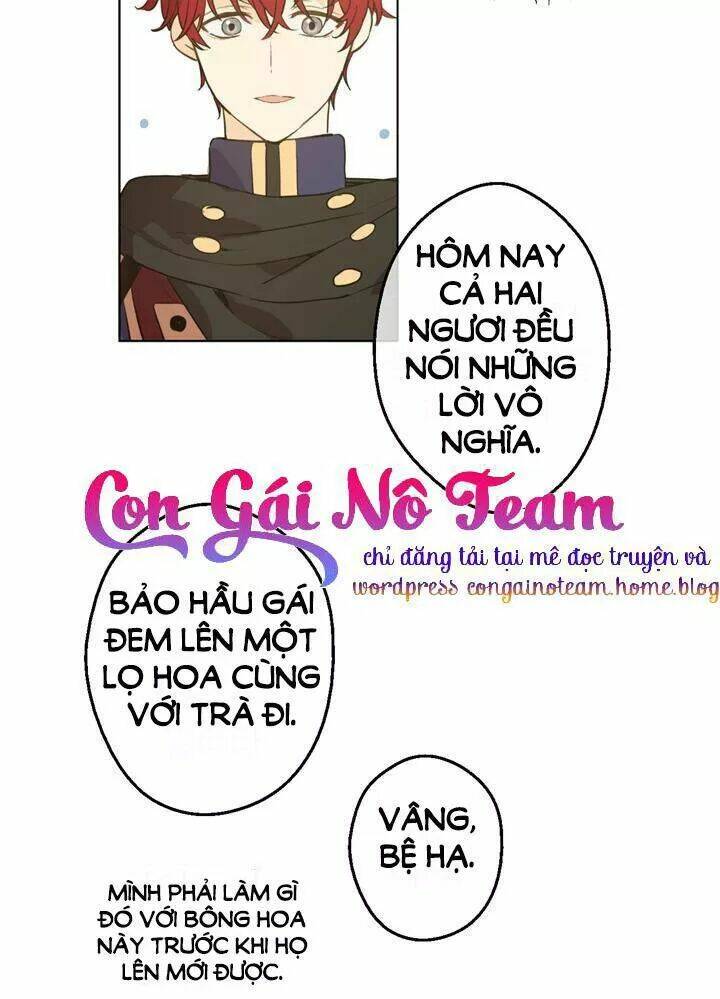 HÔM NAY
CẢ HAI
NGƯƠI ĐỀU
NÓI NHỮNG
LỜI VÔ
NGHĨA.
Con Gái Nô Team
chỉ đăng tải tại mê đọc truyện và
wordpress congainoteam.home.blog
BẢO HẦU GÁI
ĐEM LÊN MỘT
LỌ HOA CÙNG
VỚI TRÀ ĐI.
VÂNG,
BỆ HẠ.
MÌNH PHẢI LÀM GÌ
ĐÓ VỚI BÔNG HOA
NÀY TRƯỚC KHI HỌ
LÊN MỚI ĐƯỢC.